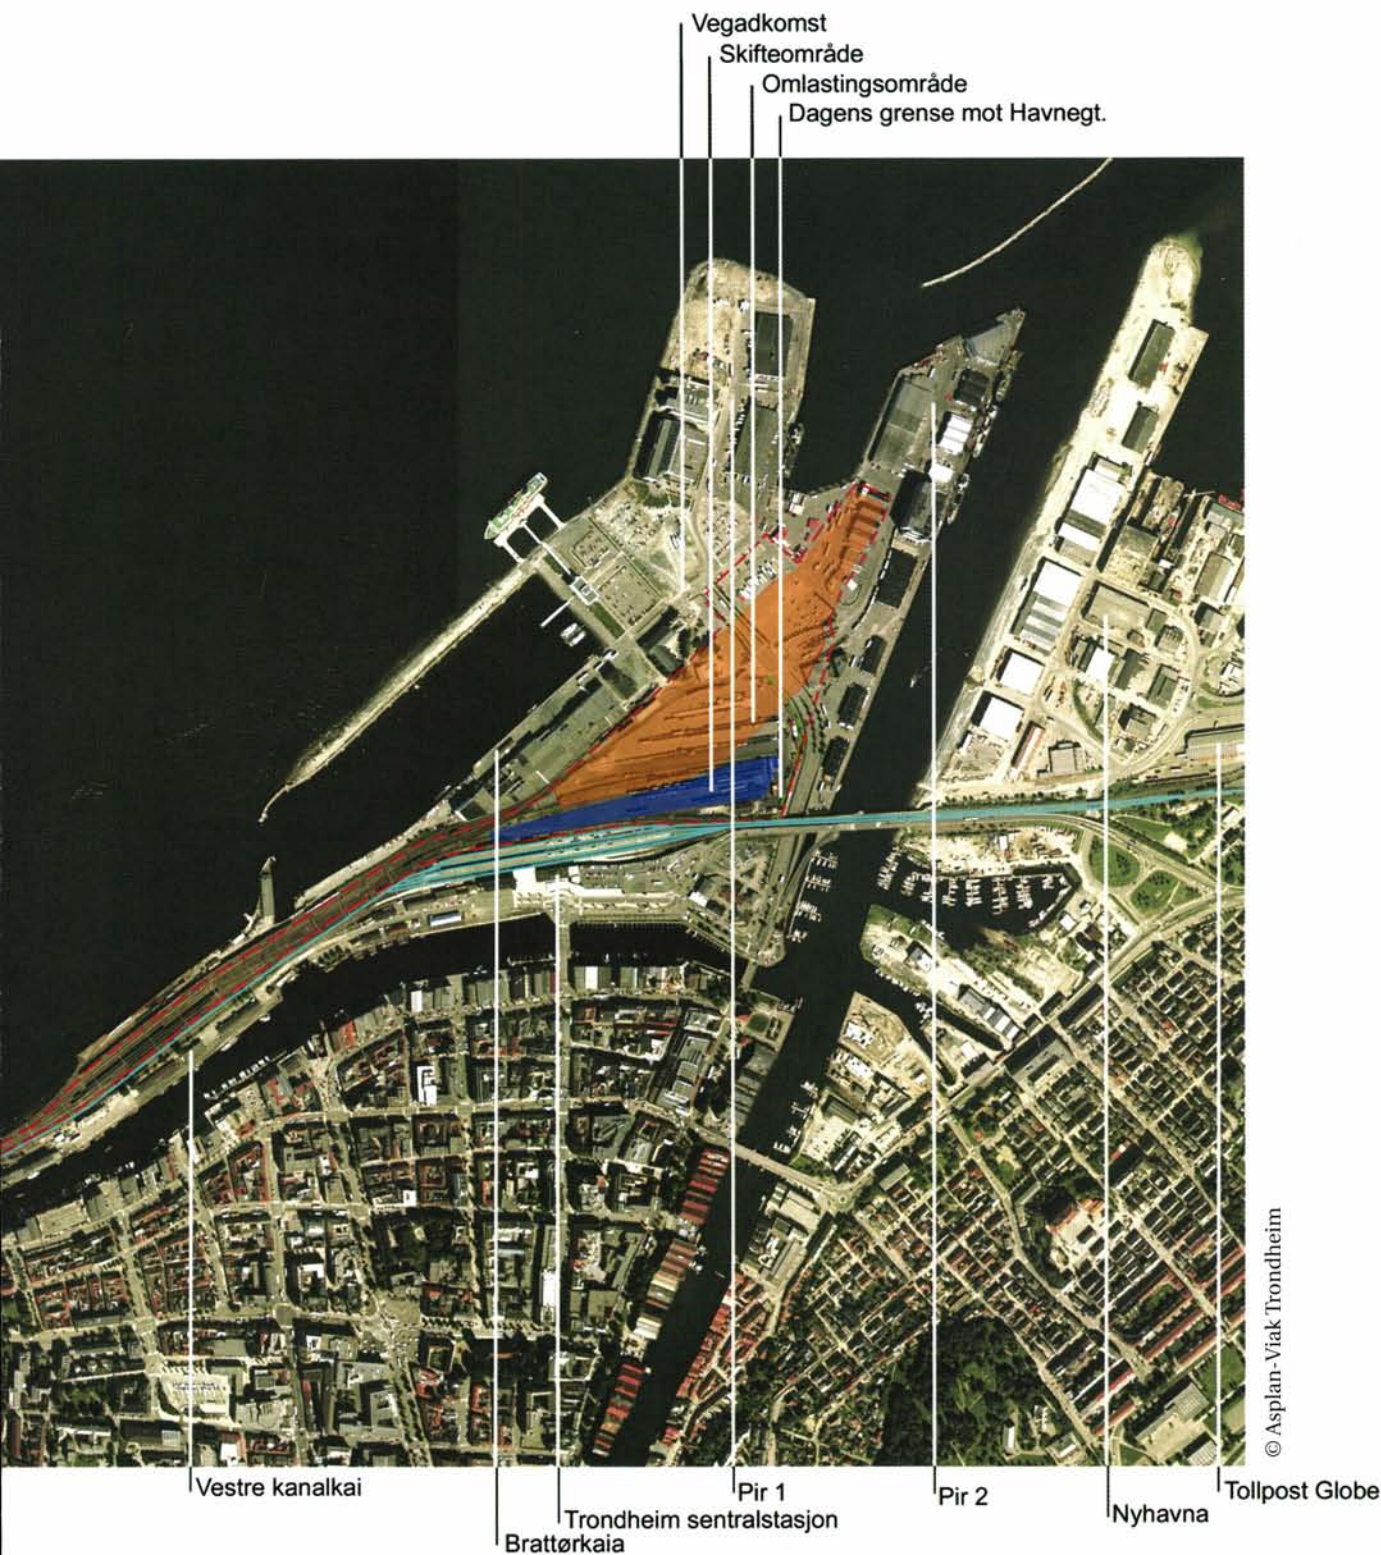 Vegadkomst
Skifteområde
Omlastingsområde
Dagens grense mot Havnegt.
© Asplan-Viak Trondheim
Vestre kanalkai
Pir 1
Pir 2
Tollpost Globe
Nyhavna
Trondheim sentralstasjon
Brattørkaia